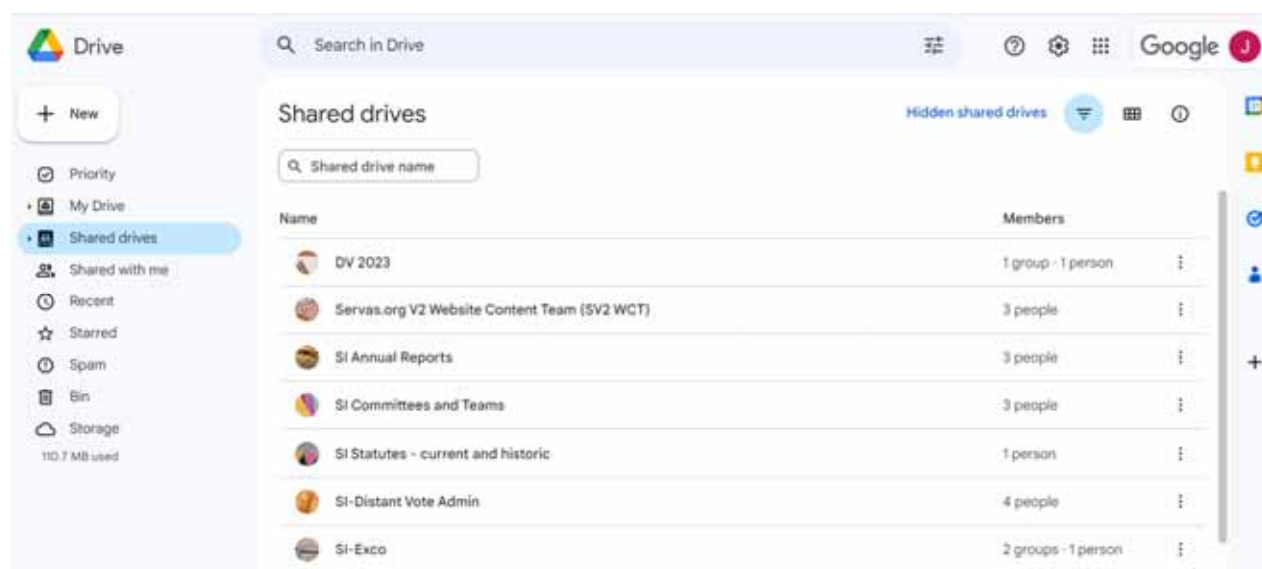 Drive
Search in Drive
Google J
New
Shared drives
Hidden shared drives
Shared drive name
Priority
My Drive
Shared drives
Shared with me
Recent
Starred
Spam
Bin
Storage
110.7 MB used
Name Members
DV 2023 1 group - 1 person
Servas.org V2 Website Content Team (SV2 WCT) 3 people
SI Annual Reports 3 people
SI Committees and Teams 3 people
SI Statutes - current and historic 1 person
SI-Distant Vote Admin 4 people
SI-Exco 2 groups - 1 person